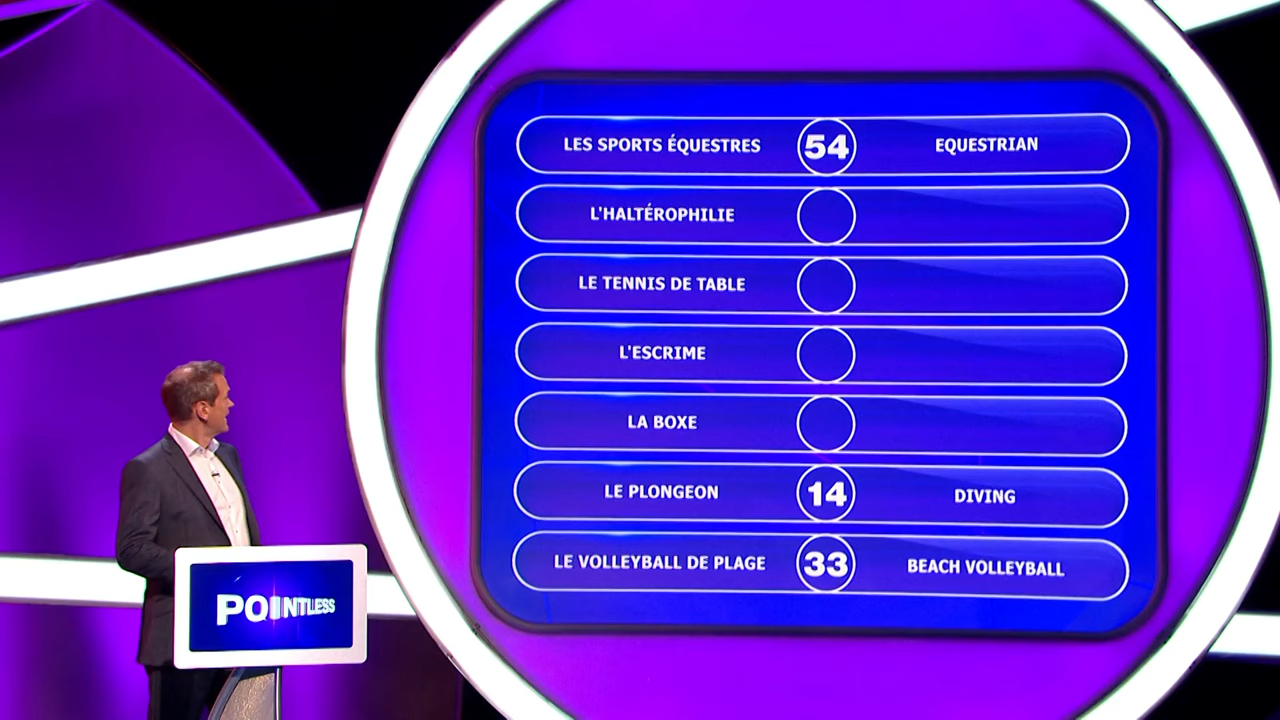 LES SPORTS ÉQUESTRES 54 EQUESTRIAN
L'HALTÉROPHILIE
LE TENNIS DE TABLE
L'ESCRIME
LA BOXE
LE PLONGEON 14 DIVING
LE VOLLEYBALL DE PLAGE 33 BEACH VOLLEYBALL
POINTLESS